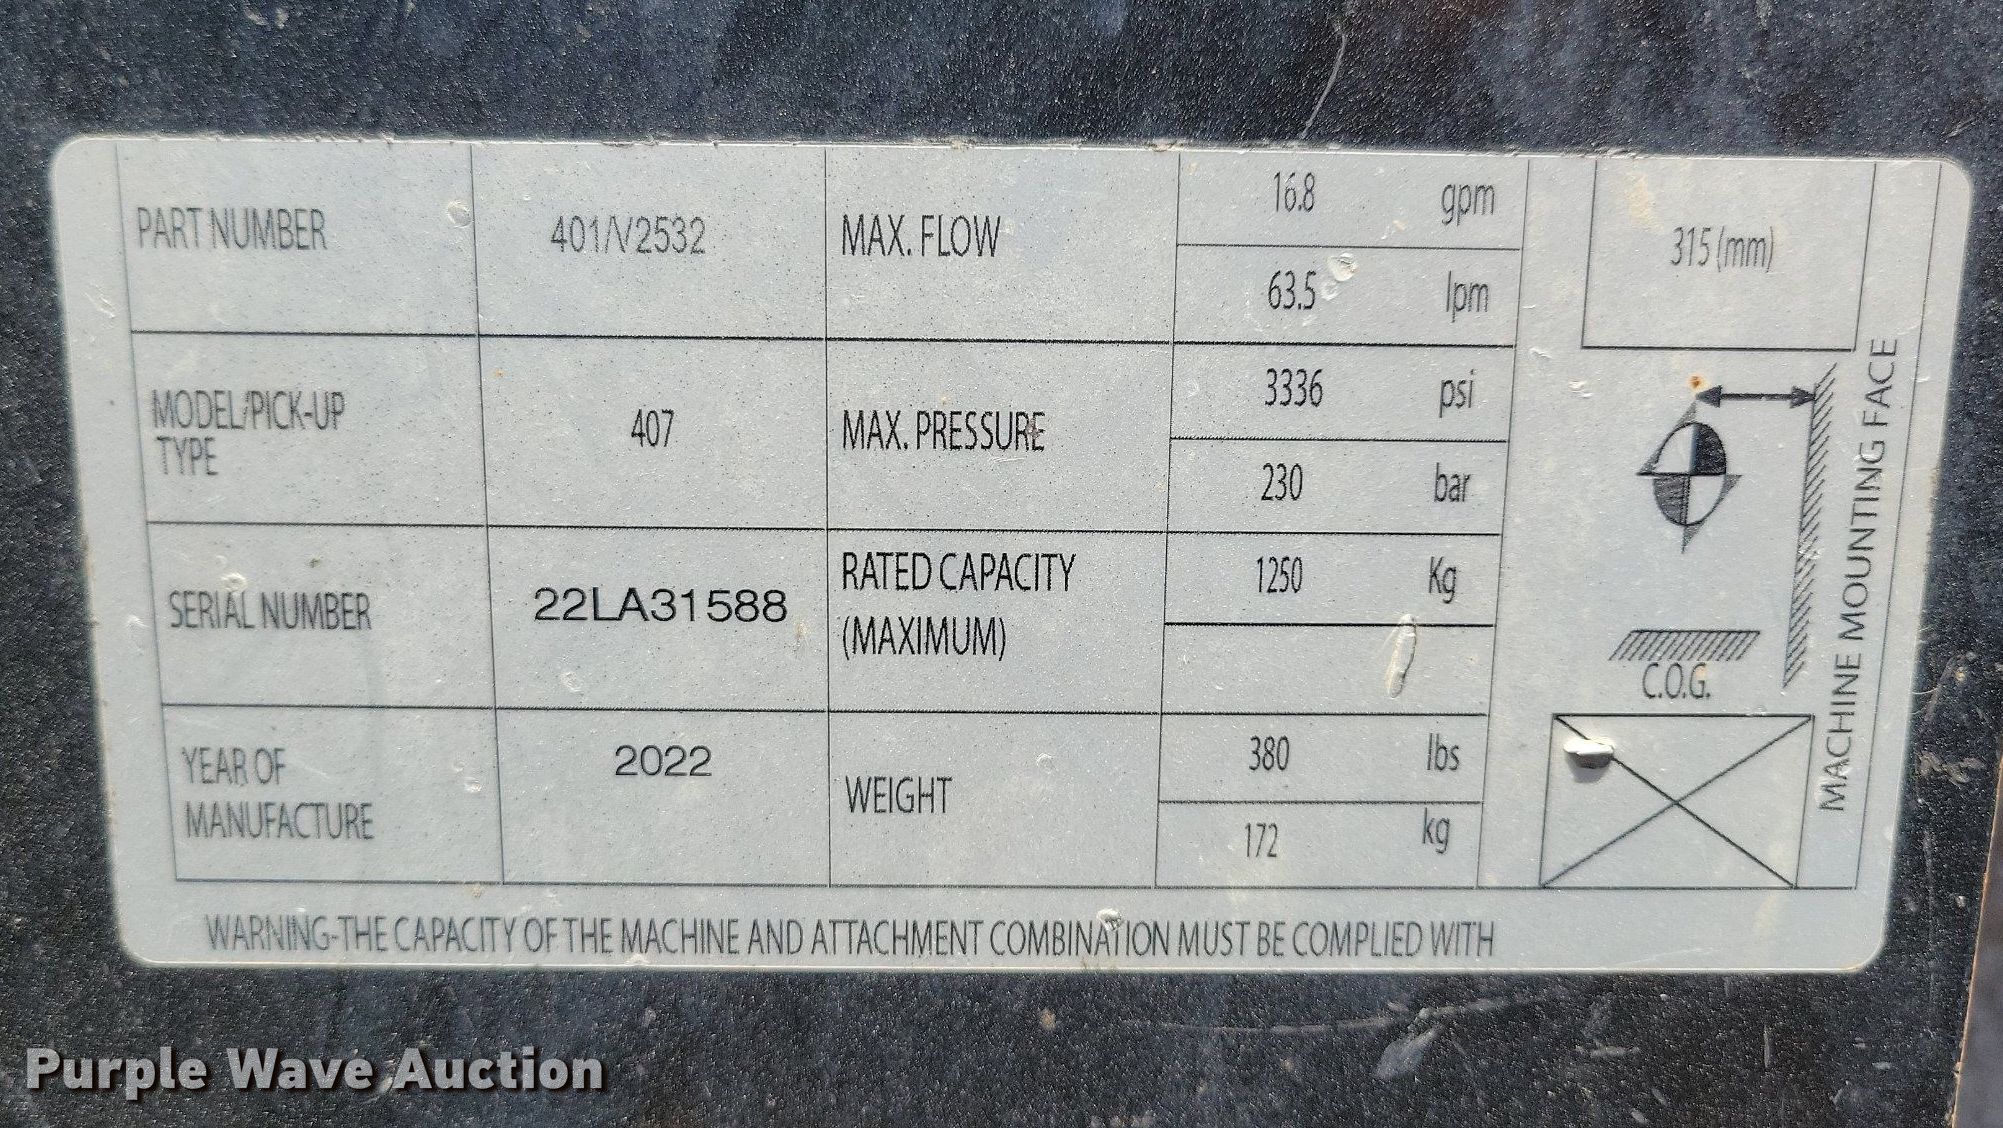 PART NUMBER 401/V2532 MAX. FLOW 16.8 gpm
63.5 lpm
315 (mm)
MODEL/PICK-UP
TYPE
407
MAX. PRESSURE 3336 psi
230 bar
SERIAL NUMBER 22LA31588
RATED CAPACITY
(MAXIMUM)
1250 Kg
YEAR OF
MANUFACTURE
2022
WEIGHT 380 lbs
172 kg
C.O.G.
MACHINE MOUNTING FACE
WARNING-THE CAPACITY OF THE MACHINE AND ATTACHMENT COMBINATION MUST BE COMPLIED WITH
Purple Wave Auction